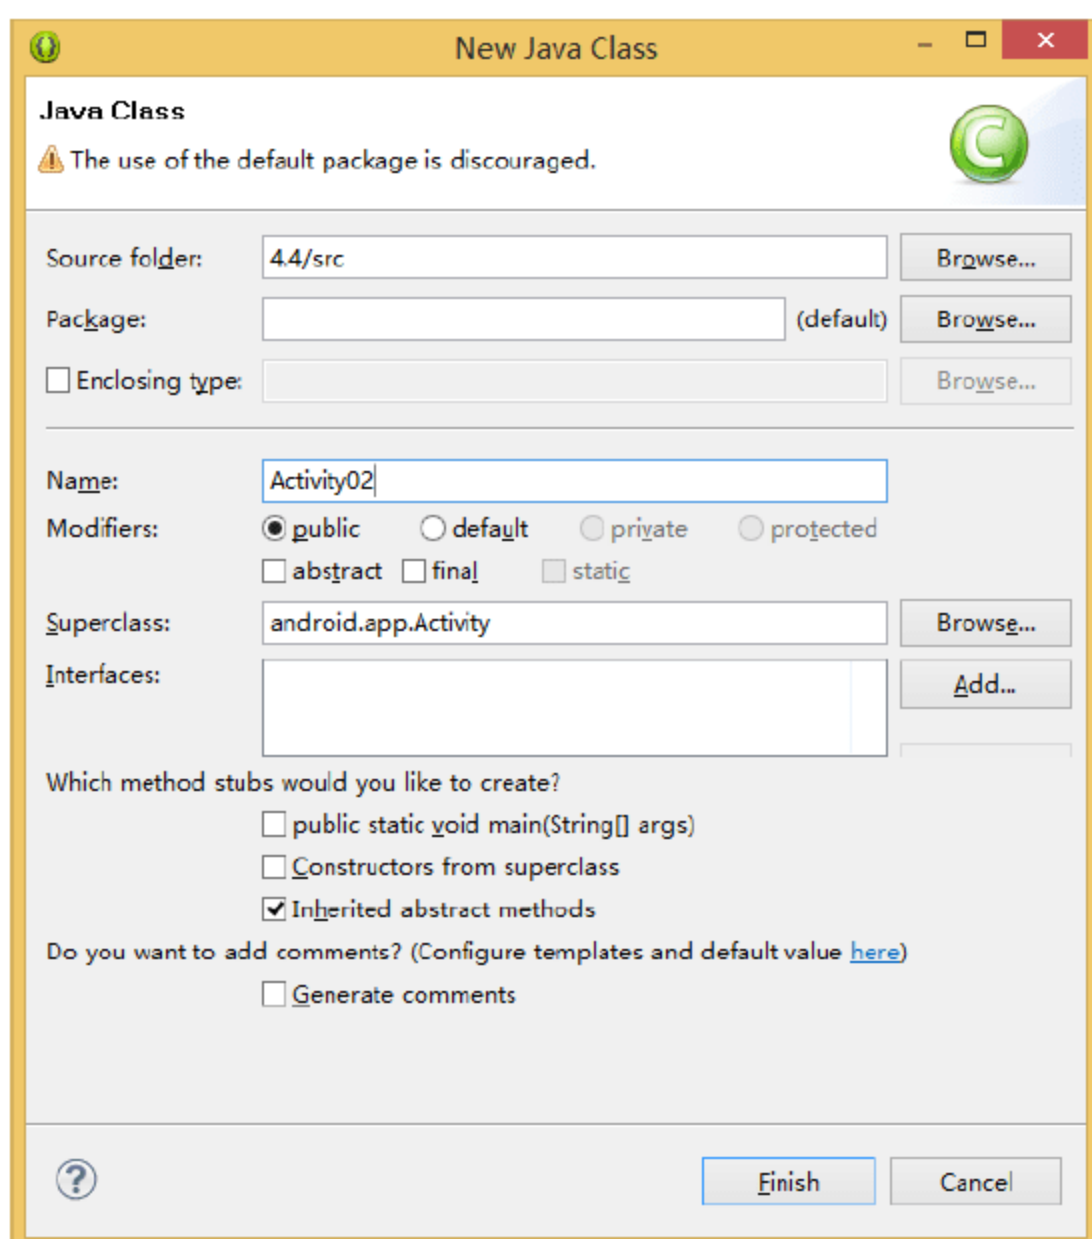 New Java Class
Java Class
The use of the default package is discouraged.
Source folder: 4.4/src Browse...
Package: (default) Browse...
Enclosing type: Browse...
Name: Activity02
Modifiers: public default private protected
abstract final static
Superclass: android.app.Activity Browse...
Interfaces: Add...
Which method stubs would you like to create?
public static void main(String[] args)
Constructors from superclass
Inherited abstract methods
Do you want to add comments? (Configure templates and default value here)
Generate comments
Finish Cancel